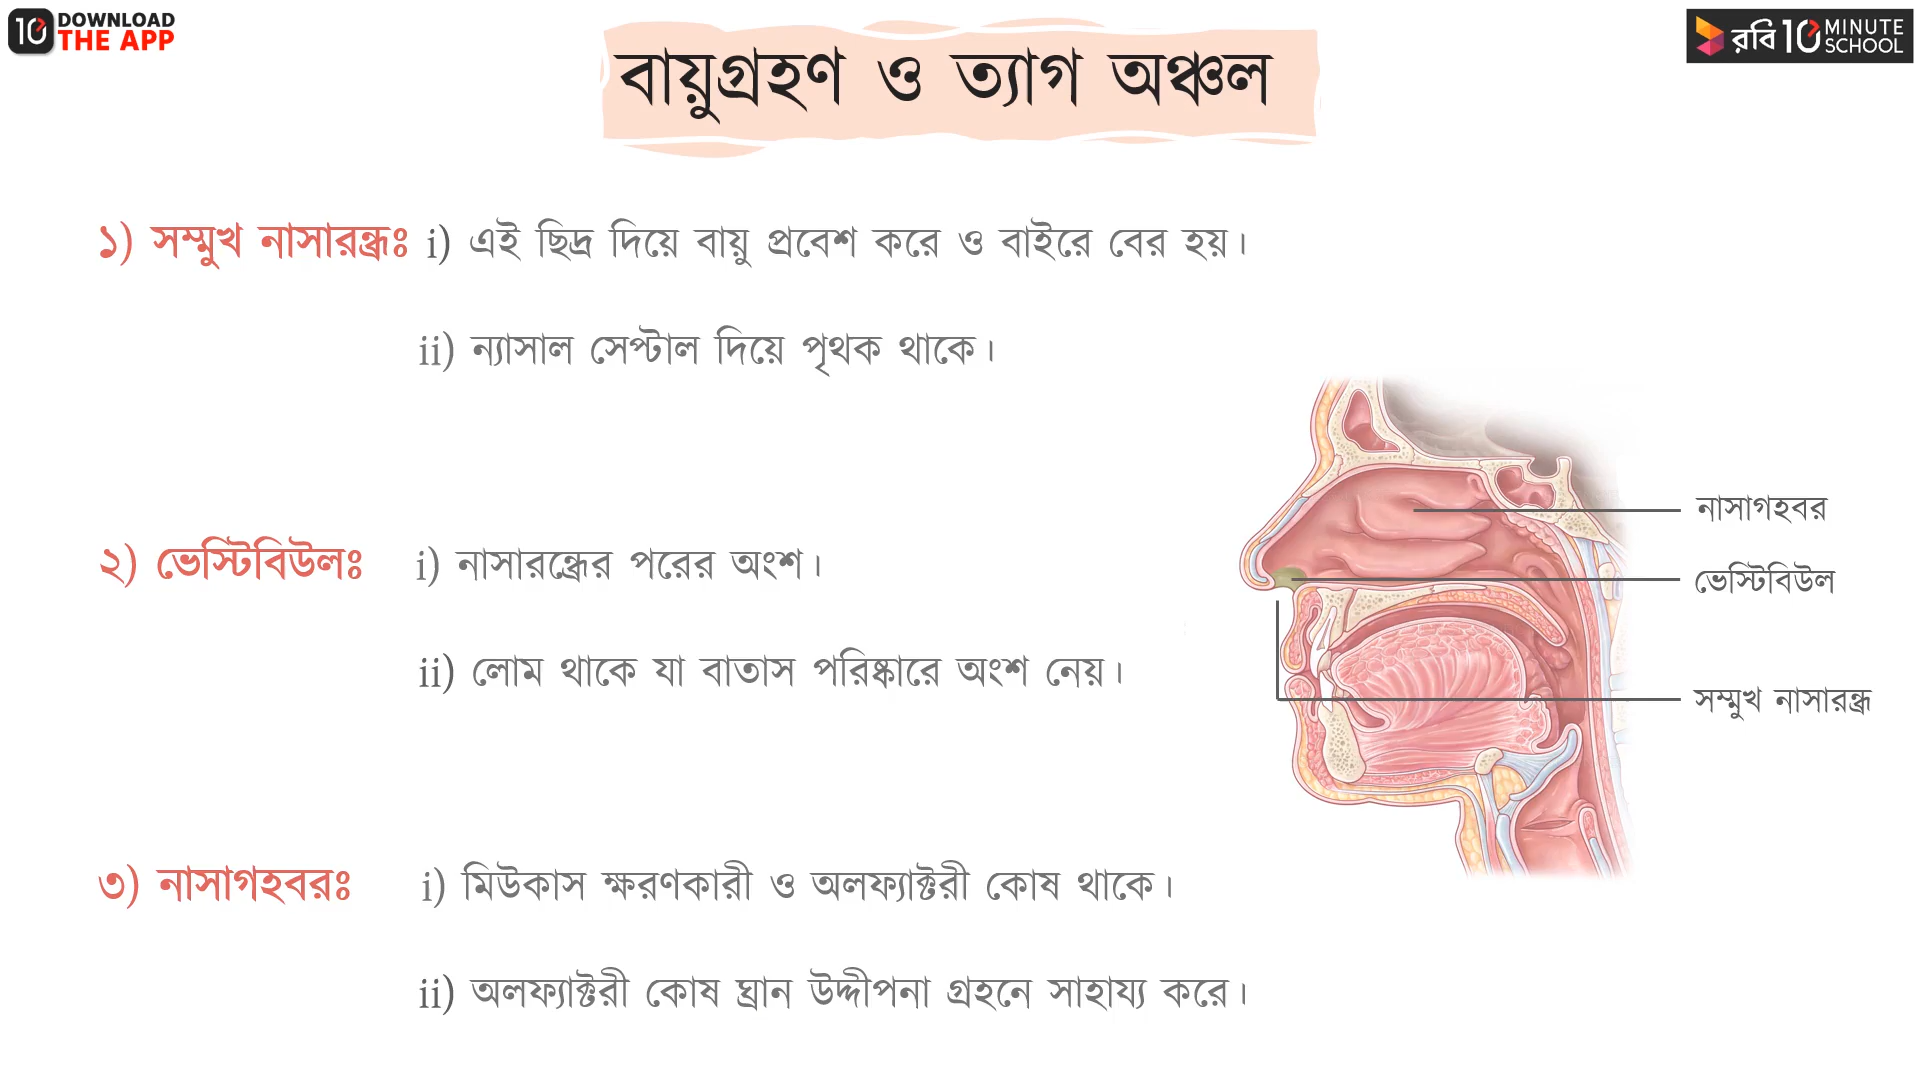 10 DOWNLOAD THE APP
রবি 10 MINUTE SCHOOL
বায়ুগ্রহণ ও ত্যাগ অঞ্চল
১) সম্মুখ নাসারন্ধ্রঃ i) এই ছিদ্র দিয়ে বায়ু প্রবেশ করে ও বাইরে বের হয়।
ii) ন্যাসাল সেপ্টাল দিয়ে পৃথক থাকে।
২) ভেস্টিবিউলঃ i) নাসারন্ধ্রের পরের অংশ।
ii) লোম থাকে যা বাতাস পরিষ্কারে অংশ নেয়।
৩) নাসাগহবরঃ i) মিউকাস ক্ষরণকারী ও অলফ্যাক্টরী কোষ থাকে।
ii) অলফ্যাক্টরী কোষ ঘ্রান উদ্দীপনা গ্রহনে সাহায্য করে।
নাসাগহবর
ভেস্টিবিউল
সম্মুখ নাসারন্ধ্র